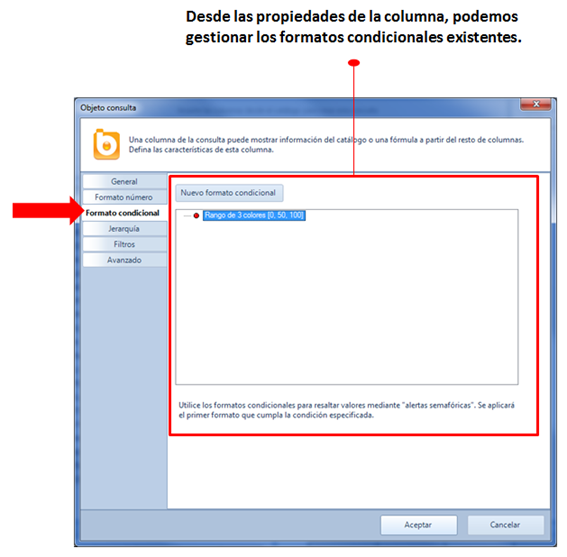 Desde las propiedades de la columna, podemos
gestionar los formatos condicionales existentes.
Objeto consulta
Una columna de la consulta puede mostrar información del catálogo o una fórmula a partir del resto de columnas.
Defina las características de esta columna.
General
Formato número
Formato condicional
Jerarquía
Filtros
Avanzado
Nuevo formato condicional
Rango de 3 colores [0, 50, 100]
Utilice los formatos condicionales para resaltar valores mediante "alertas semafóricas". Se aplicará
el primer formato que cumpla la condición especificada.
Aceptar
Cancelar